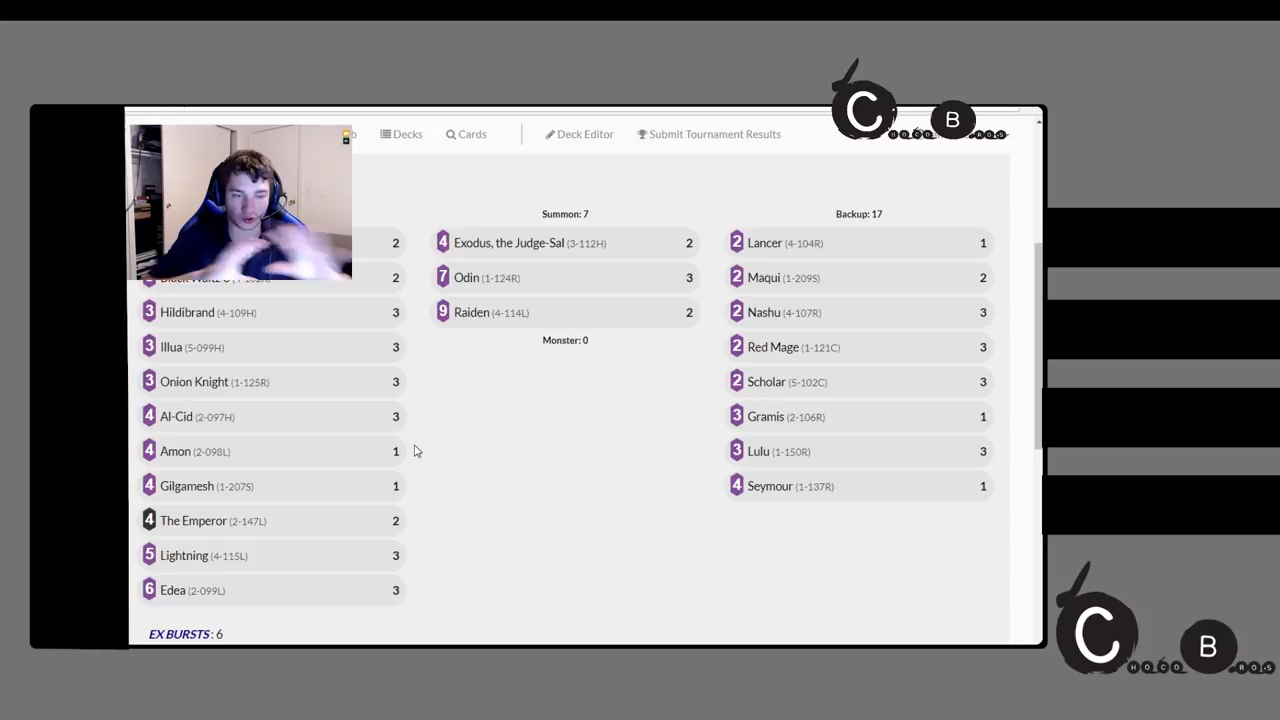 Decks Cards Deck Editor Submit Tournament Results
C HOCO B ROS
Summon: 7 Backup: 17
2 4 Exodus, the Judge-Sal (3-112H) 2 2 Lancer (4-104R) 1
2 7 Odin (1-124R) 3 2 Maqui (1-209S) 2
3 Hildibrand (4-109H) 3 9 Raiden (4-114L) 2 2 Nashu (4-107R) 3
Monster: 0
3 Illua (5-099H) 3 2 Red Mage (1-121C) 3
3 Onion Knight (1-125R) 3 2 Scholar (5-102C) 3
4 Al-Cid (2-097H) 3 3 Gramis (2-106R) 1
4 Amon (2-098L) 1 3 Lulu (1-150R) 3
4 Gilgamesh (1-207S) 1 4 Seymour (1-137R) 1
4 The Emperor (2-147L) 2
5 Lightning (4-115L) 3
6 Edea (2-099L) 3
EX BURSTS : 6
C HOCO B ROS